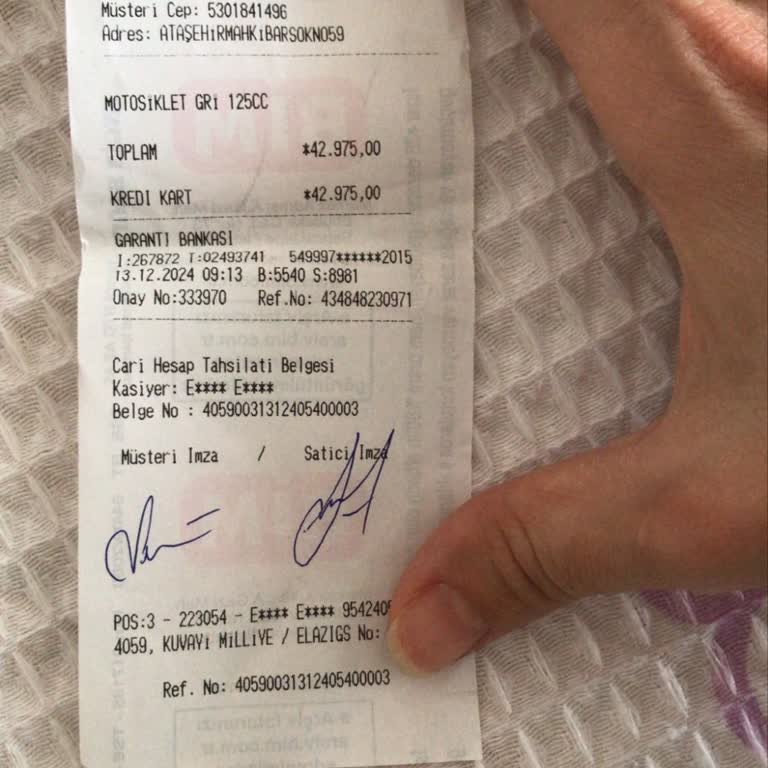 Müsteri Cep: 5301841496
Adres: ATAŞEHiRMAHKiBARSOKNO59
MOTOSiKLET GRi 125CC
TOPLAM *42.975,00
KREDI KART *42.975,00
GARANTI BANKASI
I:267872 T:02493741 549997******2015
13.12.2024 09:13 B:5540 S:8981
Onay No:333970 Ref.No: 434848230971
Cari Hesap Tahsilati Belgesi
Kasiyer: E**** E****
Belge No : 40590031312405400003
Müsteri Imza / Satici Imza
POS:3 - 223054 - E**** E**** 9542405
4059, KUVAYi MiLLiYE / ELAZIGS No:
Ref. No: 40590031312405400003